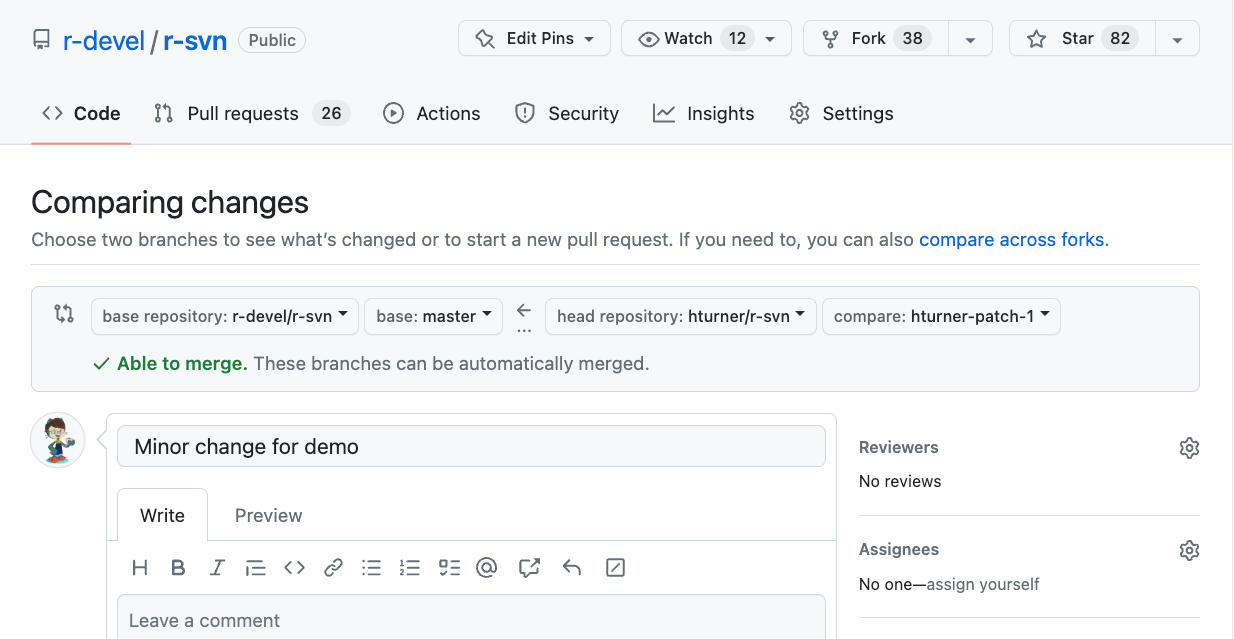 r-devel / r-svn Public Edit Pins Watch 12 Fork 38 Star 82
Code Pull requests 26 Actions Security Insights Settings
Comparing changes
Choose two branches to see what's changed or to start a new pull request. If you need to, you can also compare across forks.
base repository: r-devel/r-svn base: master ... head repository: hturner/r-svn compare: hturner-patch-1
Able to merge. These branches can be automatically merged.
Minor change for demo
Reviewers
No reviews
Write Preview
Assignees
No one—assign yourself
Leave a comment